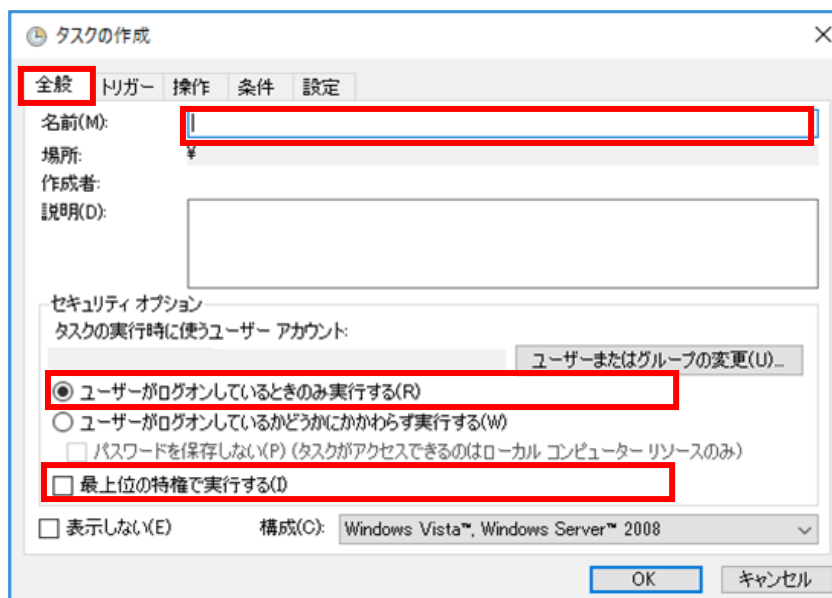 タスクの作成
全般 トリガー 操作 条件 設定
名前(M):
場所: ¥
作成者:
説明(D):
セキュリティ オプション
タスクの実行時に使うユーザー アカウント:
ユーザーまたはグループの変更(U)...
ユーザーがログオンしているときのみ実行する(R)
ユーザーがログオンしているかどうかにかかわらず実行する(W)
パスワードを保存しない(P) (タスクがアクセスできるのはローカル コンピューター リソースのみ)
最上位の特権で実行する(I)
表示しない(E) 構成(C): Windows Vista™, Windows Server™ 2008
OK キャンセル